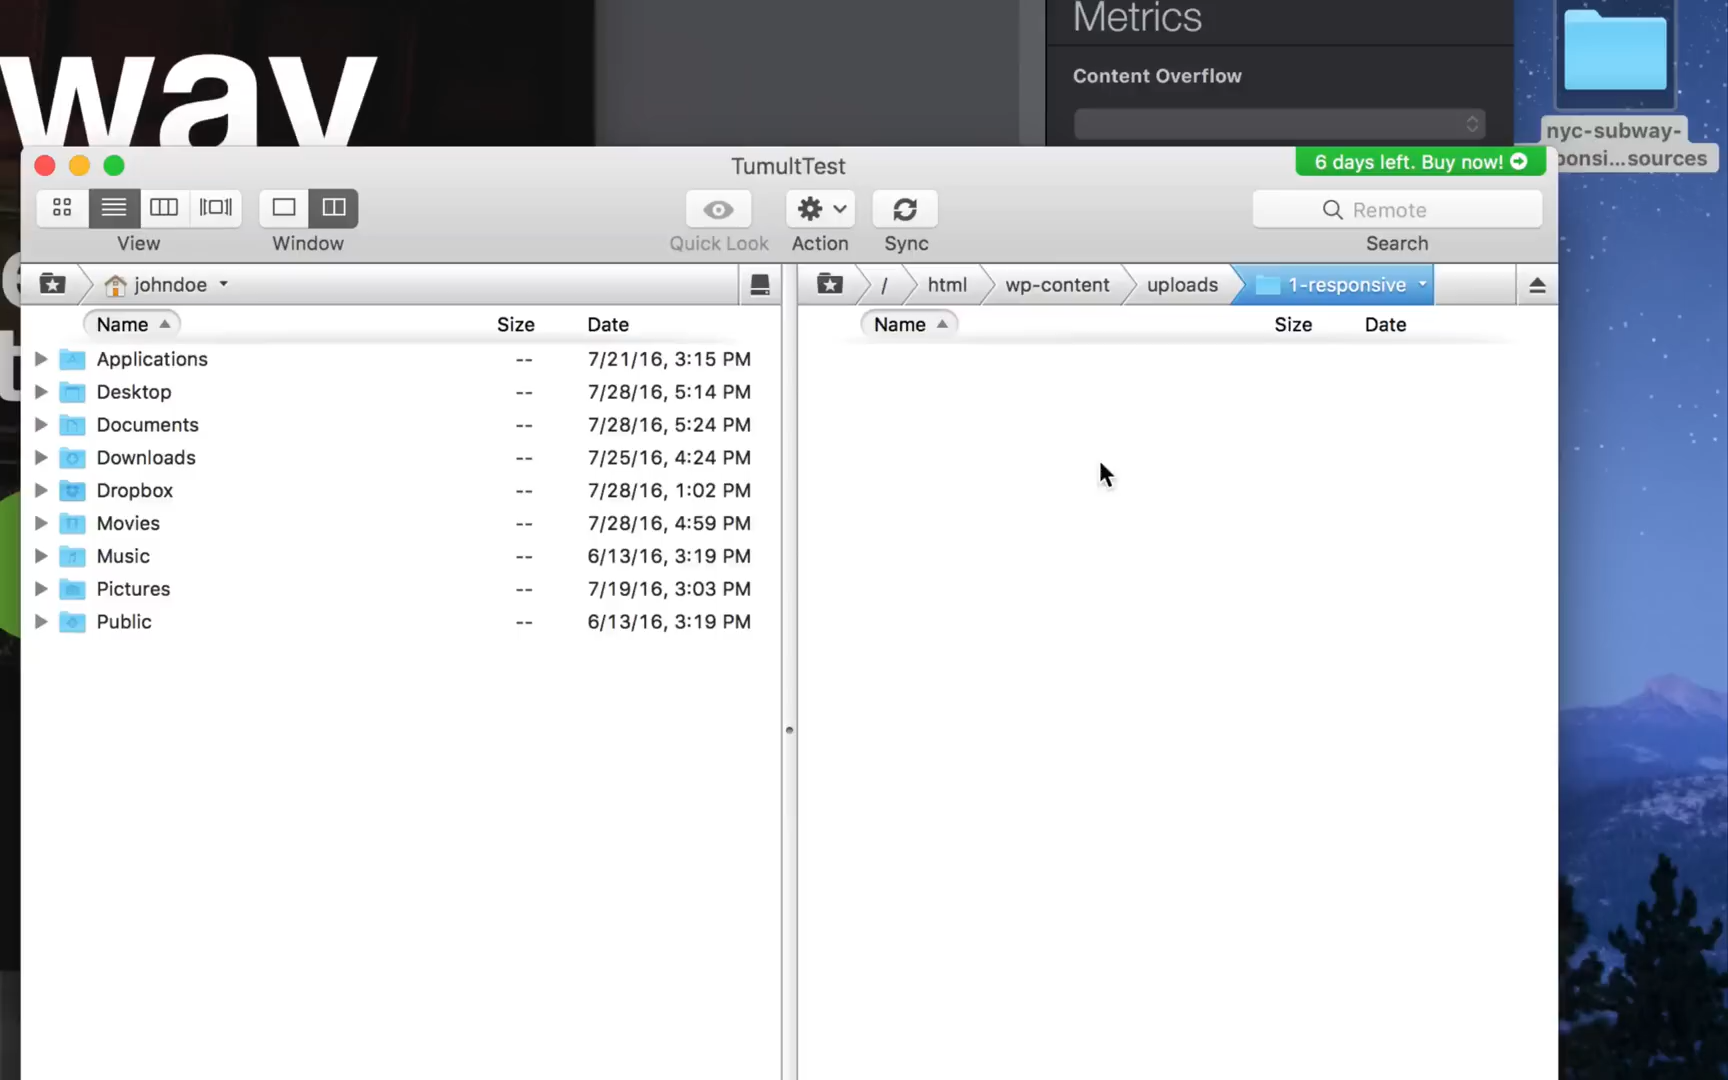 way
Metrics
Content Overflow
nyc-subway-
ponsi...sources
TumultTest
6 days left. Buy now!
View
Window
Quick Look
Action
Sync
Remote
Search
johndoe
/
html
wp-content
uploads
1-responsive
Name
Size
Date
Name
Size
Date
Applications -- 7/21/16, 3:15 PM
Desktop -- 7/28/16, 5:14 PM
Documents -- 7/28/16, 5:24 PM
Downloads -- 7/25/16, 4:24 PM
Dropbox -- 7/28/16, 1:02 PM
Movies -- 7/28/16, 4:59 PM
Music -- 6/13/16, 3:19 PM
Pictures -- 7/19/16, 3:03 PM
Public -- 6/13/16, 3:19 PM